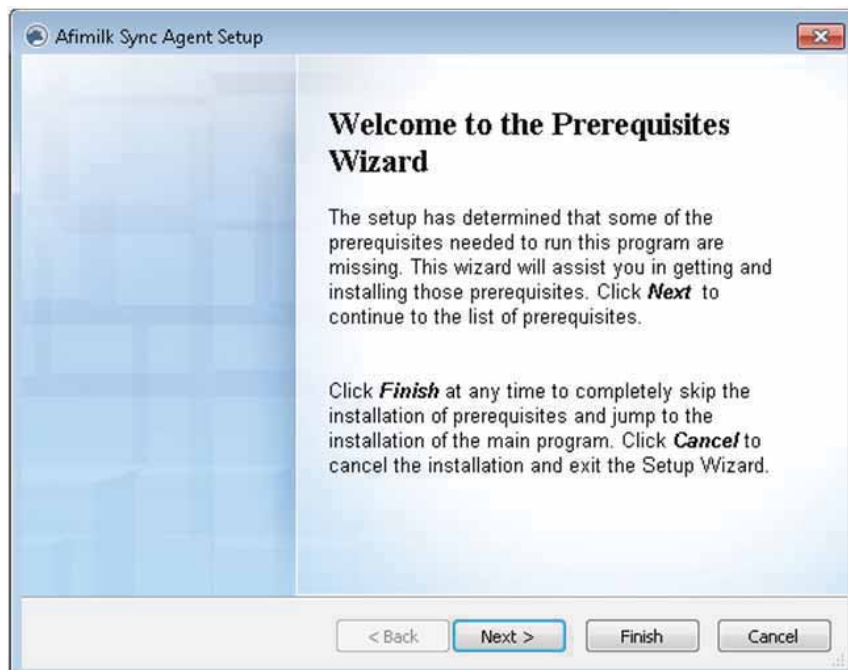 Afimilk Sync Agent Setup
Welcome to the Prerequisites
Wizard
The setup has determined that some of the
prerequisites needed to run this program are
missing. This wizard will assist you in getting and
installing those prerequisites. Click Next to
continue to the list of prerequisites.
Click Finish at any time to completely skip the
installation of prerequisites and jump to the
installation of the main program. Click Cancel to
cancel the installation and exit the Setup Wizard.
< Back
Next >
Finish
Cancel